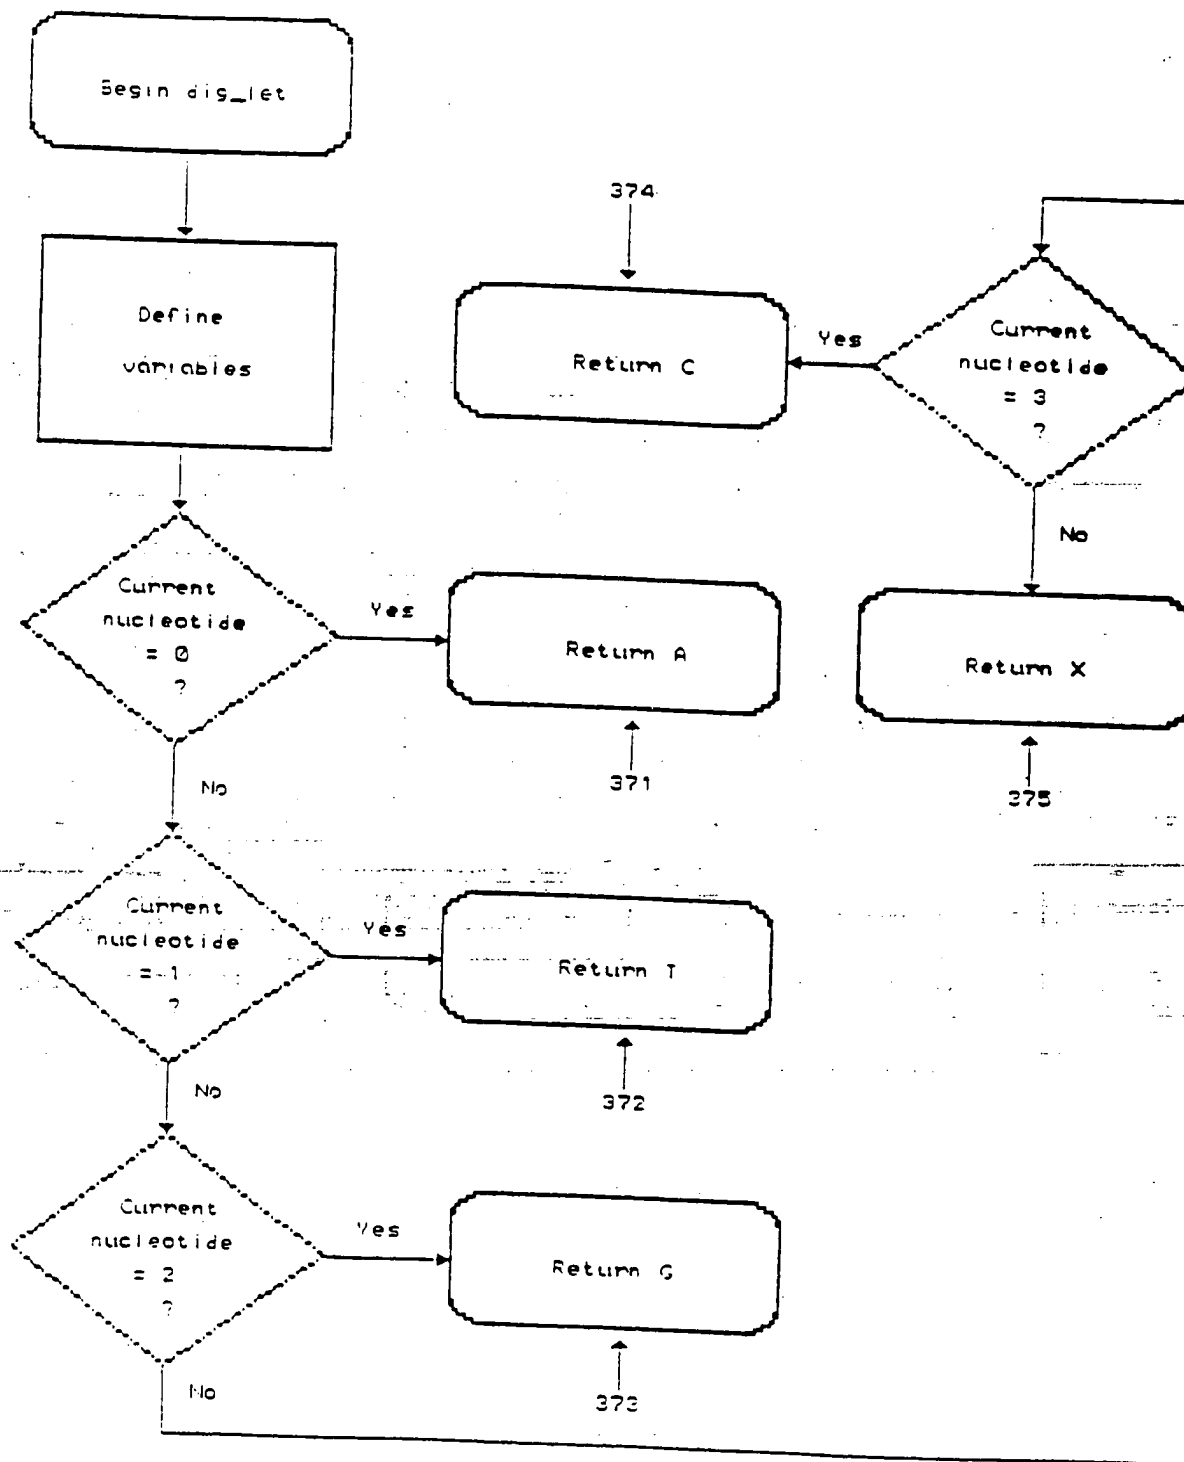 Begin dig_let
Define
variables
Current
nucleotide
= 0
?
Yes
Return A
371
No
Current
nucleotide
= 1
?
Yes
Return T
372
No
Current
nucleotide
= 2
?
Yes
Return G
373
No
374
Return C
Yes
Current
nucleotide
= 3
?
No
Return X
375